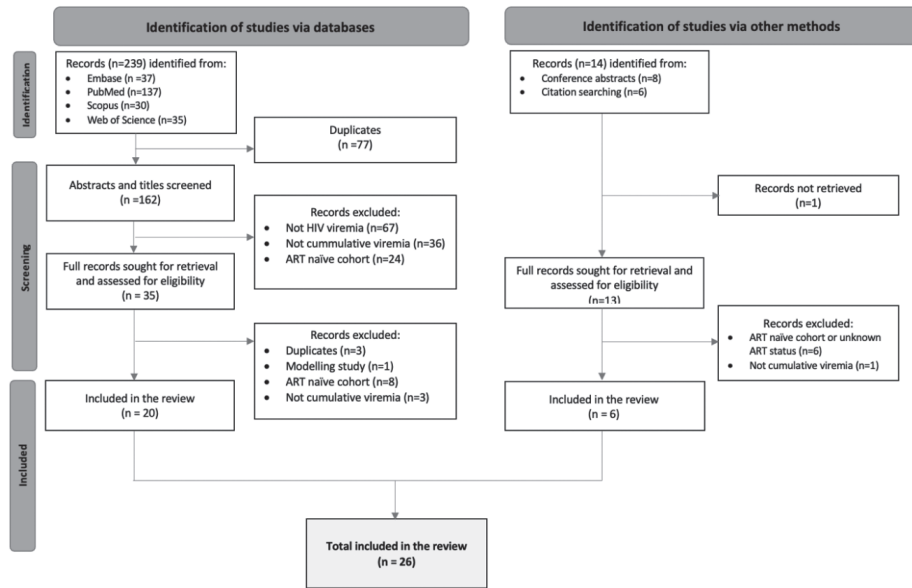 Identification of studies via databases
Identification of studies via other methods
Identification
Records (n=239) identified from:
• Embase (n =37)
• PubMed (n=137)
• Scopus (n=30)
• Web of Science (n=35)
Records (n=14) identified from:
• Conference abstracts (n=8)
• Citation searching (n=6)
Duplicates
(n =77)
Screening
Abstracts and titles screened
(n =162)
Records not retrieved
(n=1)
Records excluded:
• Not HIV viremia (n=67)
• Not cummulative viremia (n=36)
• ART naïve cohort (n=24)
Full records sought for retrieval
and assessed for eligibility
(n = 35)
Full records sought for retrieval and
assessed for eligibility
(n=13)
Records excluded:
• Duplicates (n=3)
• Modelling study (n=1)
• ART naïve cohort (n=8)
• Not cumulative viremia (n=3)
Records excluded:
• ART naïve cohort or unknown
ART status (n=6)
• Not cumulative viremia (n=1)
Included
Included in the review
(n = 20)
Included in the review
(n = 6)
Total included in the review
(n = 26)